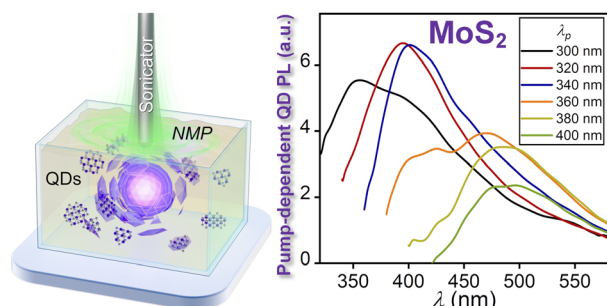 Sonicator
NMP
QDs
Pump-dependent QD PL (a.u.)
MoS₂
λp
300 nm
320 nm
340 nm
360 nm
380 nm
400 nm
6
4
2
0
350 400 450 500 550
λ (nm)